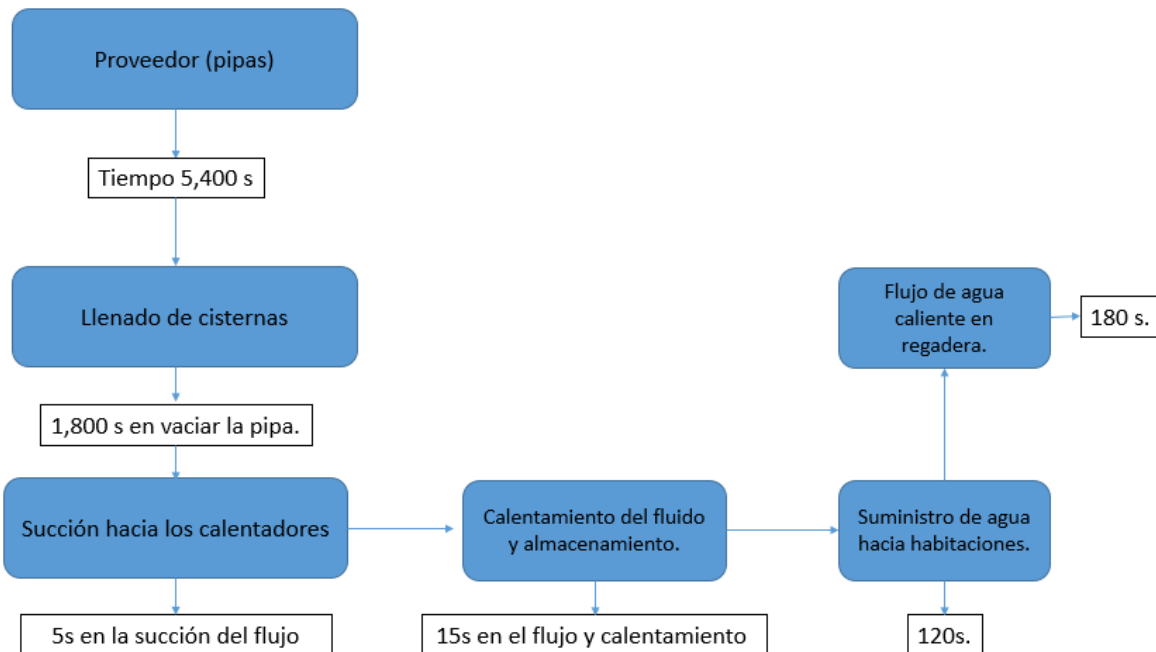 Proveedor (pipas)
Tiempo 5,400 s
Llenado de cisternas
1,800 s en vaciar la pipa.
Succión hacia los calentadores
5s en la succión del flujo
Calentamiento del fluido
y almacenamiento.
15s en el flujo y calentamiento
Suministro de agua
hacia habitaciones.
120s.
Flujo de agua
caliente en
regadera.
180 s.